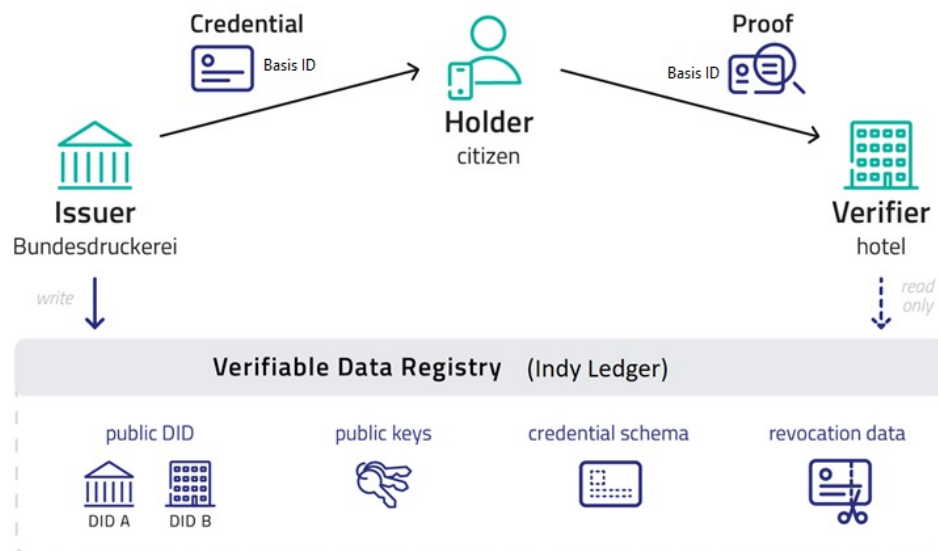 Credential
Basis ID
Proof
Basis ID
Holder
citizen
Issuer
Bundesdruckerei
Verifier
hotel
write
read
only
Verifiable Data Registry (Indy Ledger)
public DID
public keys
credential schema
revocation data
DID A
DID B